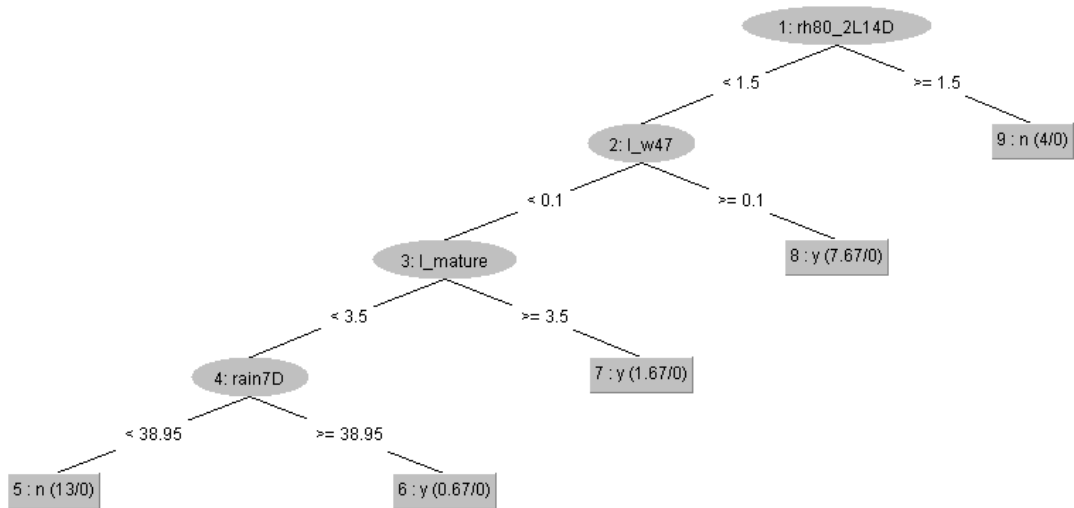 1: rh80_2L14D
< 1.5
>= 1.5
2: l_w47
9 : n (4/0)
< 0.1
>= 0.1
3: l_mature
8 : y (7.67/0)
< 3.5
>= 3.5
4: rain7D
7 : y (1.67/0)
< 38.95
>= 38.95
5 : n (13/0)
6 : y (0.67/0)